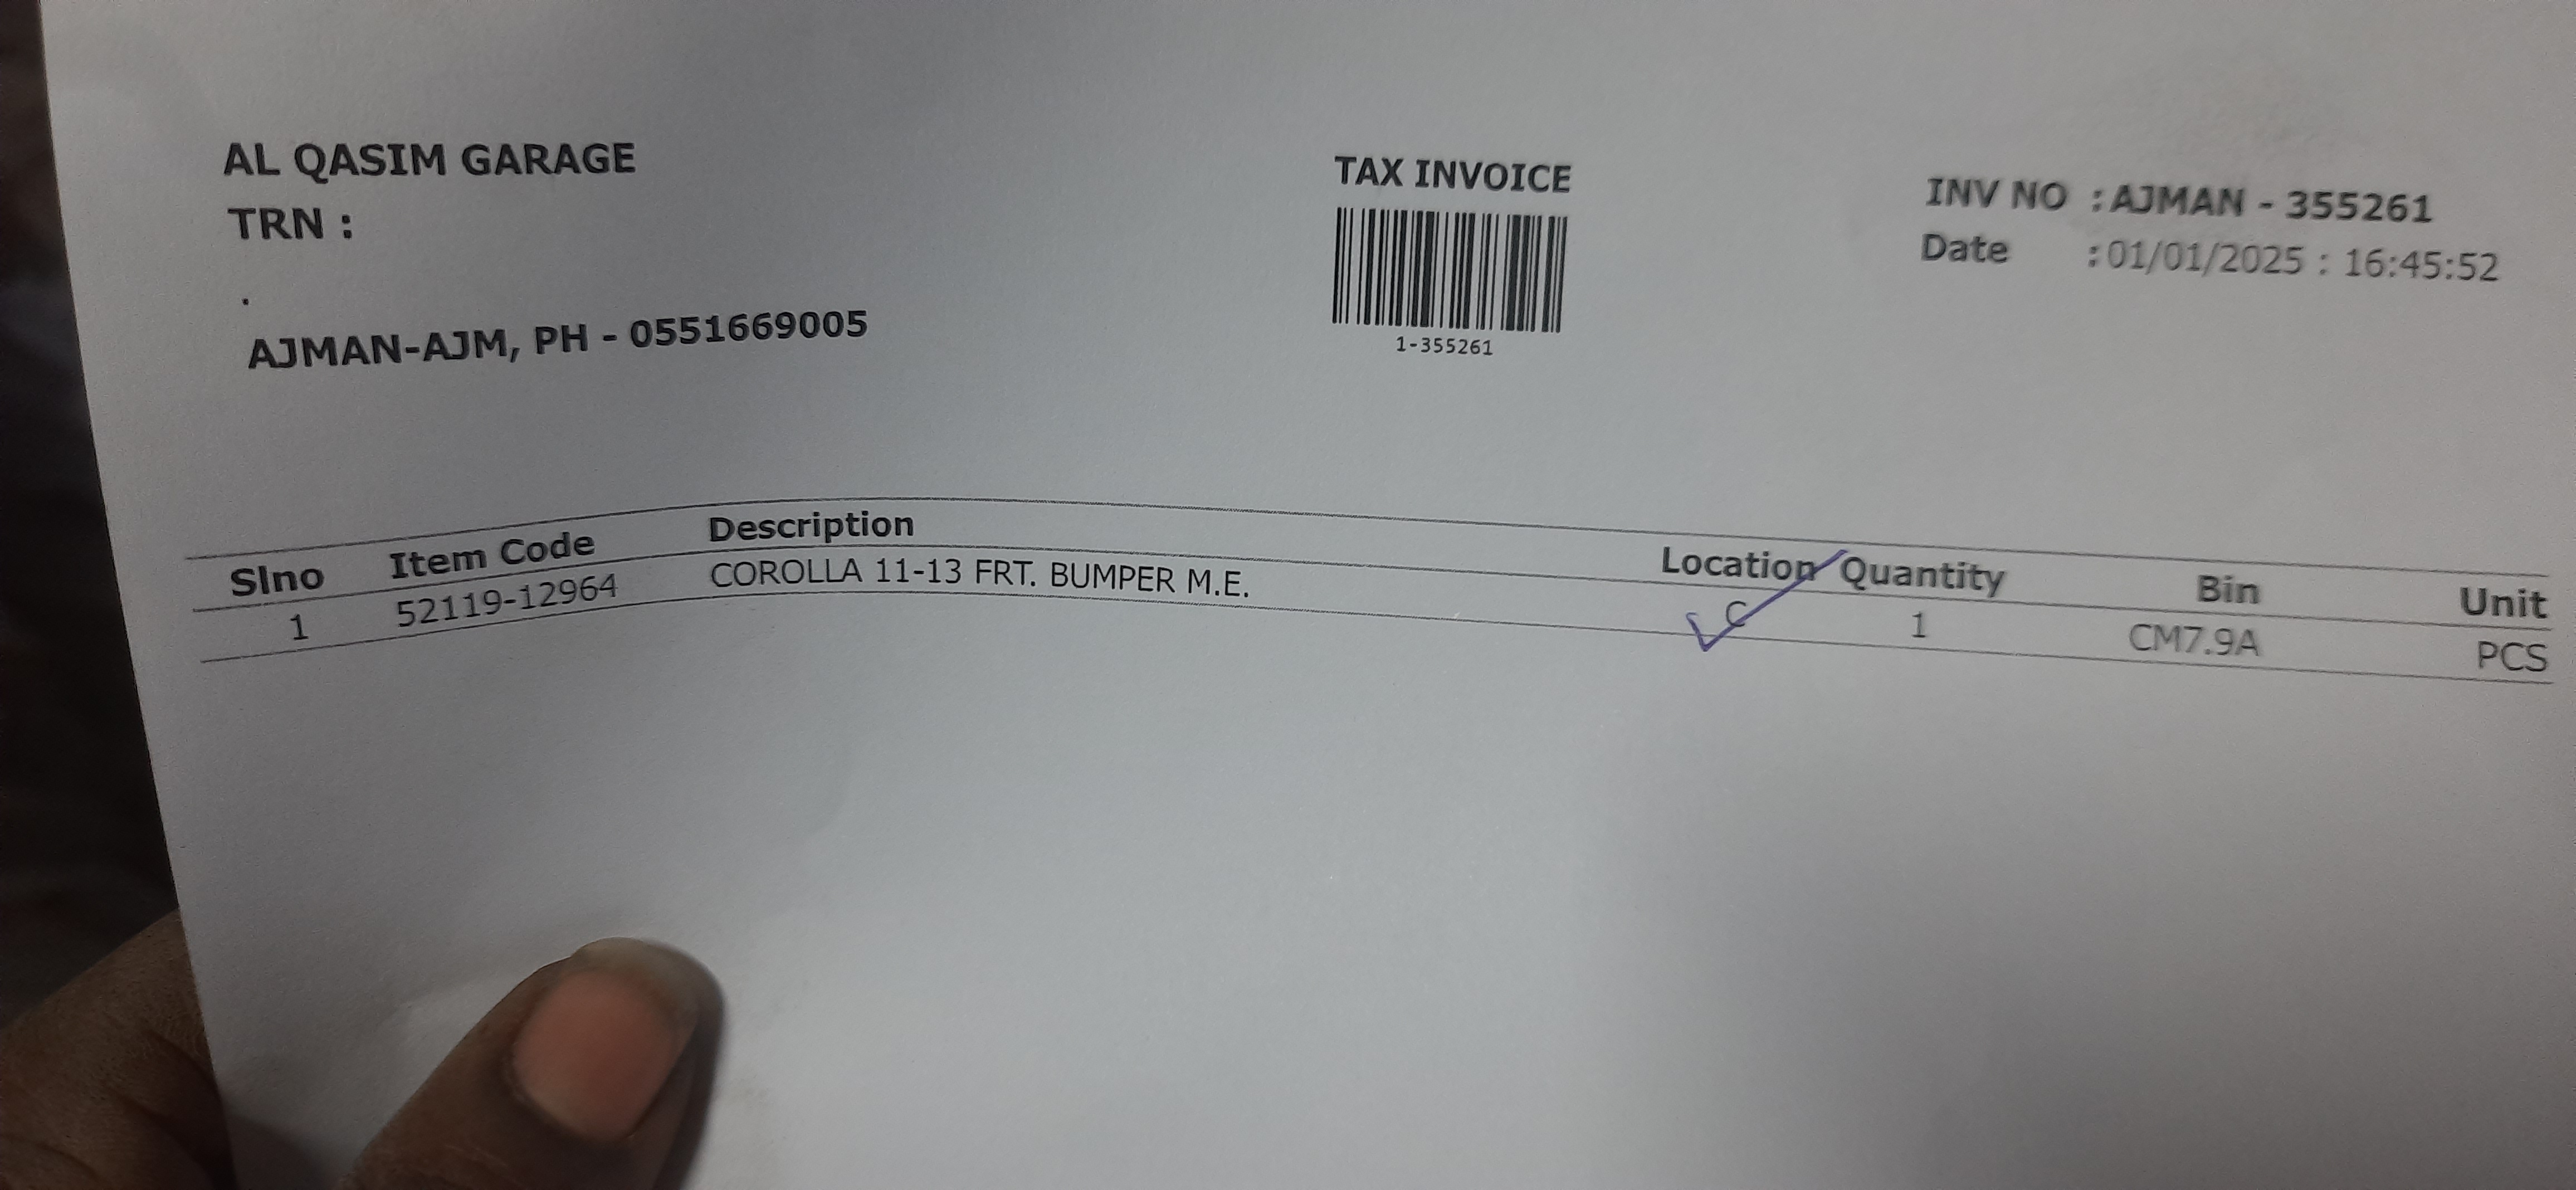 AL QASIM GARAGE
TRN :
.
AJMAN-AJM, PH - 0551669005
TAX INVOICE
1-355261
INV NO : AJMAN - 355261
Date : 01/01/2025 : 16:45:52
Slno Item Code Description Location Quantity Bin Unit
1 52119-12964 COROLLA 11-13 FRT. BUMPER M.E. C 1 CM7.9A PCS